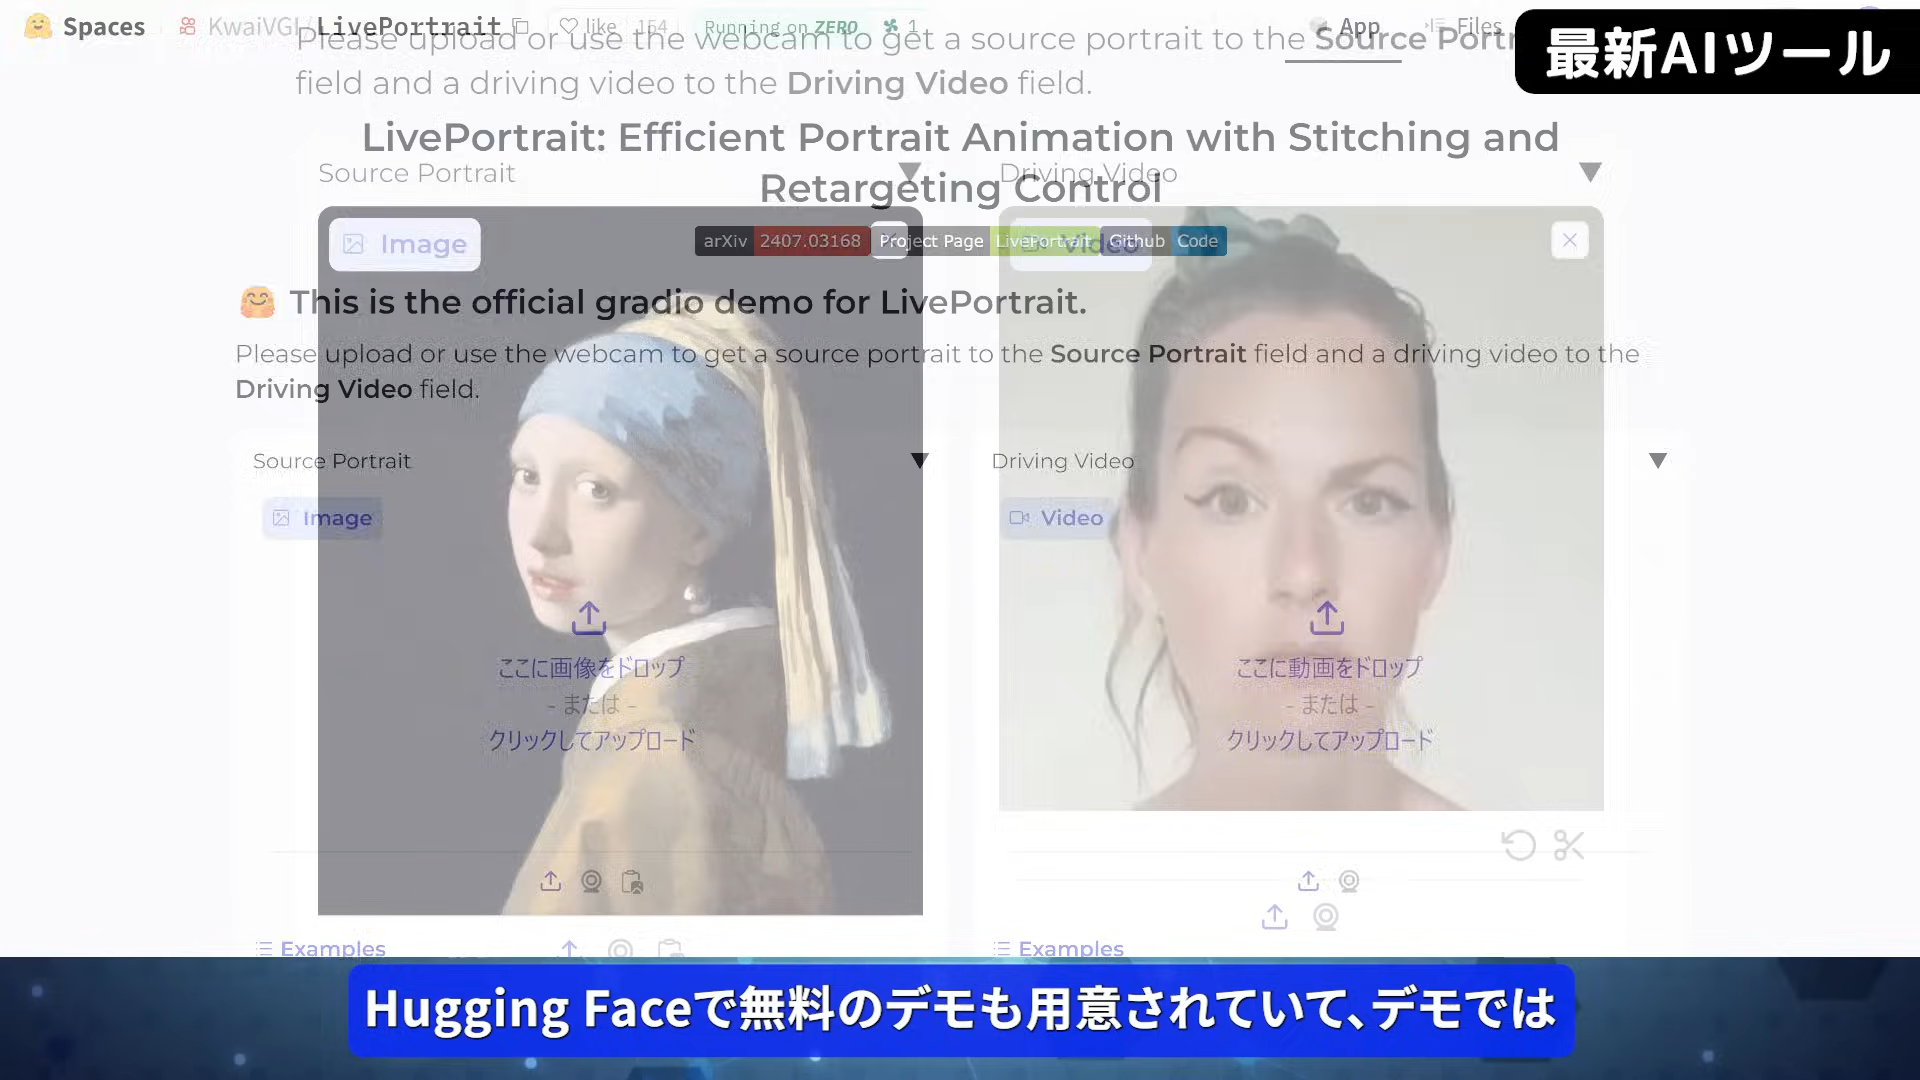 Spaces KwaiVGI/LivePortrait like 154 Running on ZERO 1 App Files
最新AIツール
Please upload or use the webcam to get a source portrait to the Source Portr
field and a driving video to the Driving Video field.
LivePortrait: Efficient Portrait Animation with Stitching and
Retargeting Control
Source Portrait
Driving Video
Image
arXiv 2407.03168 Project Page LivePortrait Github Code
Video
This is the official gradio demo for LivePortrait.
Please upload or use the webcam to get a source portrait to the Source Portrait field and a driving video to the
Driving Video field.
Source Portrait
Driving Video
Image
Video
ここに画像をドロップ
- または -
クリックしてアップロード
ここに動画をドロップ
- または -
クリックしてアップロード
Examples
Examples
Hugging Faceで無料のデモも用意されていて、デモでは